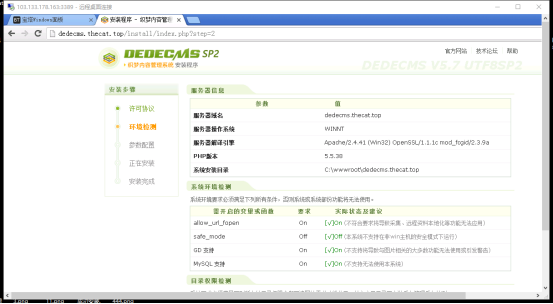 103.133.178.163:3389 - 远程桌面连接
宝塔Windows面板
安装程序 - 织梦内容管理
dedecms.thecat.top/install/index.php?step=2
DEDECMS SP2
织梦内容管理系统 安装程序
官方网站 技术论坛 帮助
DEDECMS V5.7 UTF8SP2
安装步骤
许可协议
环境检测
参数配置
正在安装
安装完成
服务器信息
参数 值
服务器域名 dedecms.thecat.top
服务器操作系统 WINNT
服务器解译引擎 Apache/2.4.41 (Win32) OpenSSL/1.1.1c mod_fcgid/2.3.9a
PHP版本 5.5.38
系统安装目录 C:\wwwroot\dedecms.thecat.top
系统环境检测
系统环境要求必须满足下列所有条件，否则系统或系统部份功能将无法使用。
需开启的变量或函数 要求 实际状态及建议
allow_url_fopen On [√]On (不符合要求将导致采集、远程资料本地化等功能无法应用)
safe_mode Off [√]Off (本系统不支持在非win主机的安全模式下运行)
GD 支持 On [√]On (不支持将导致与图片相关的大多数功能无法使用或引发警告)
MySQL 支持 On [√]On (不支持无法使用本系统)
目录权限检测